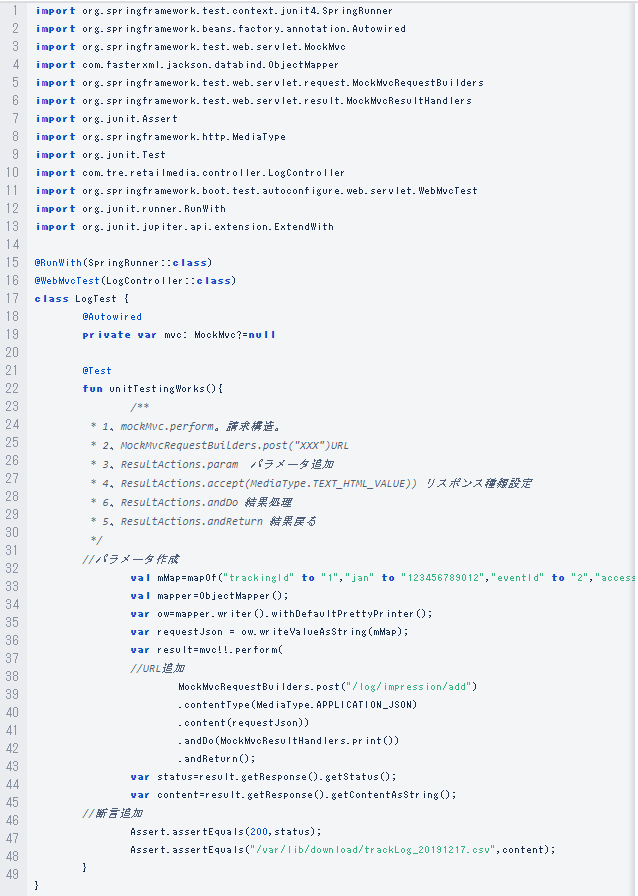 1 import org.springframework.test.context.junit4.SpringRunner
2 import org.springframework.beans.factory.annotation.Autowired
3 import org.springframework.test.web.servlet.MockMvc
4 import com.fasterxml.jackson.databind.ObjectMapper
5 import org.springframework.test.web.servlet.request.MockMvcRequestBuilders
6 import org.springframework.test.web.servlet.result.MockMvcResultHandlers
7 import org.junit.Assert
8 import org.springframework.http.MediaType
9 import org.junit.Test
10 import com.tre.retailmedia.controller.LogController
11 import org.springframework.boot.test.autoconfigure.web.servlet.WebMvcTest
12 import org.junit.runner.RunWith
13 import org.junit.jupiter.api.extension.ExtendWith
14
15 @RunWith(SpringRunner::class)
16 @WebMvcTest(LogController::class)
17 class LogTest {
18 @Autowired
19 private var mvc: MockMvc?=null
20
21 @Test
22 fun unitTestingWorks(){
23 /**
24 * 1、mockMvc.perform。請求構造。
25 * 2、MockMvcRequestBuilders.post("XXX")URL
26 * 3、ResultActions.param　パラメータ追加
27 * 4、ResultActions.accept(MediaType.TEXT_HTML_VALUE)) リスポンス種類設定
28 * 6、ResultActions.andDo 結果処理
29 * 5、ResultActions.andReturn 結果戻る
30 */
31 //パラメータ作成
32 val mMap=mapOf("trackingId" to "1","jan" to "123456789012","eventId" to "2","access
33 val mapper=ObjectMapper();
34 var ow=mapper.writer().withDefaultPrettyPrinter();
35 var requestJson = ow.writeValueAsString(mMap);
36 var result=mvc!!.perform(
37 //URL追加
38 MockMvcRequestBuilders.post("/log/impression/add")
39 .contentType(MediaType.APPLICATION_JSON)
40 .content(requestJson))
41 .andDo(MockMvcResultHandlers.print())
42 .andReturn();
43 var status=result.getResponse().getStatus();
44 var content=result.getResponse().getContentAsString();
45 //断言追加
46 Assert.assertEquals(200,status);
47 Assert.assertEquals("/var/lib/download/trackLog_20191217.csv",content);
48 }
49 }